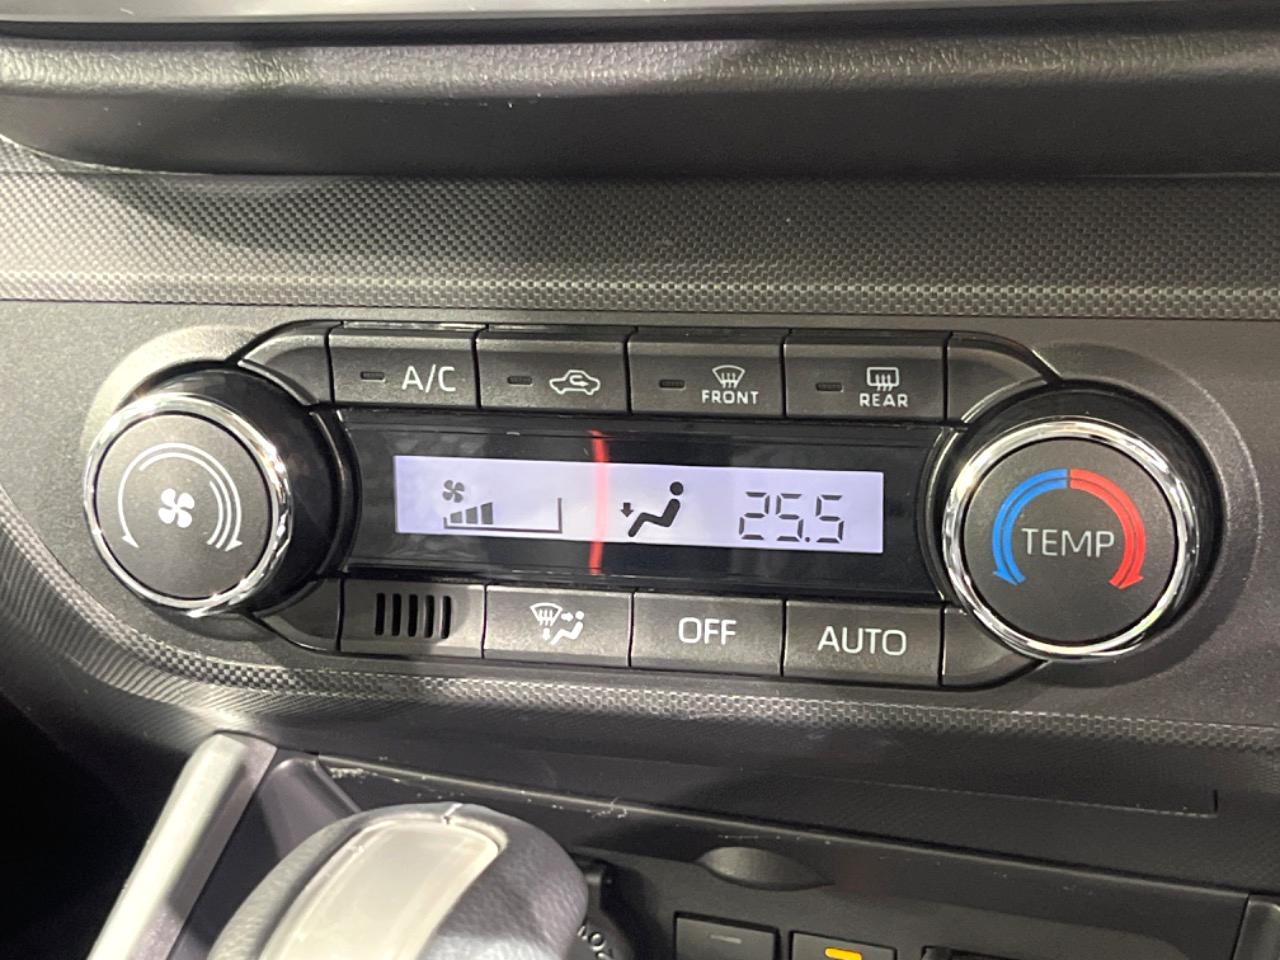 A/C
FRONT
REAR
25.5
TEMP
OFF
AUTO